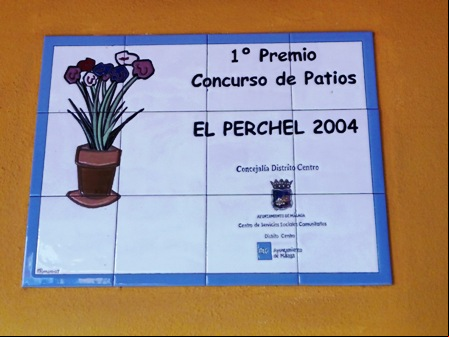 1º Premio
Concurso de Patios
EL PERCHEL 2004
Concejalía Distrito Centro
AYUNTAMIENTO DE MÁLAGA
Centro de Servicios Sociales Comunitarios
Distrito Centro
Ayuntamiento
de Málaga